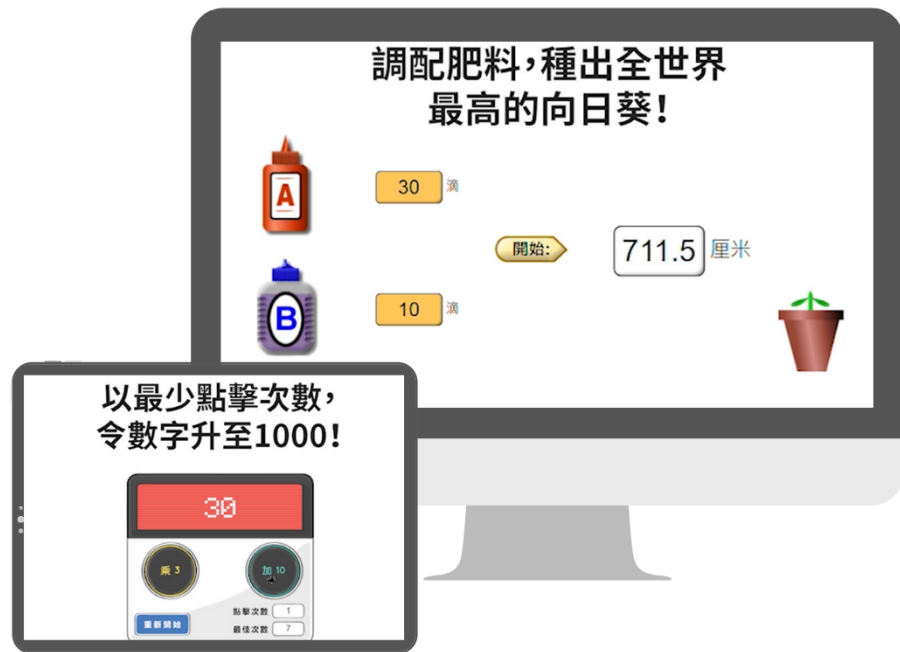 調配肥料，種出全世界
最高的向日葵！
A
30 滴
開始：
711.5 厘米
B
10 滴
以最少點擊次數，
令數字升至1000！
30
乘 3
加 10
點擊次數 1
重新開始
最佳次數 7